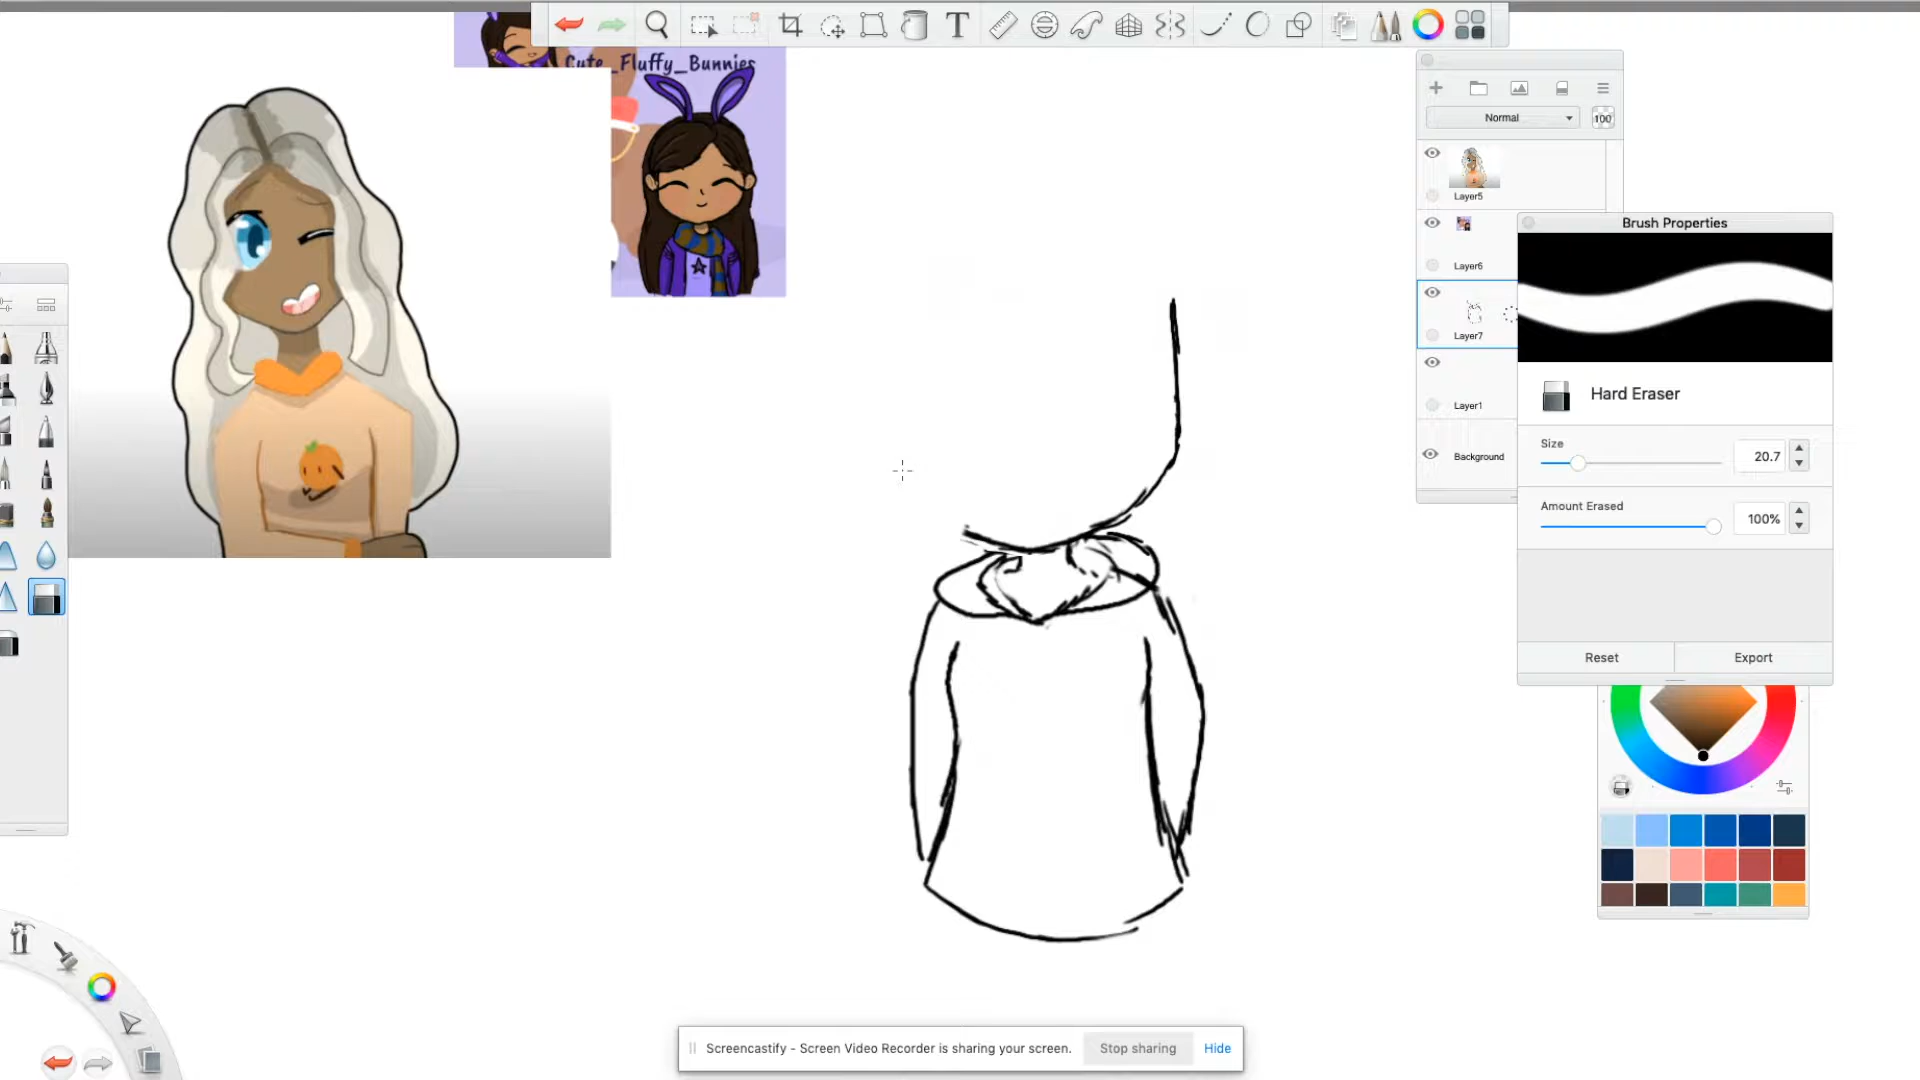 T
Cute_Fluffy_Bunnies
Normal
100
Layer5
Layer6
Layer7
Layer1
Background
Brush Properties
Hard Eraser
Size
20.7
Amount Erased
100%
Reset
Export
Screencastify - Screen Video Recorder is sharing your screen.
Stop sharing
Hide